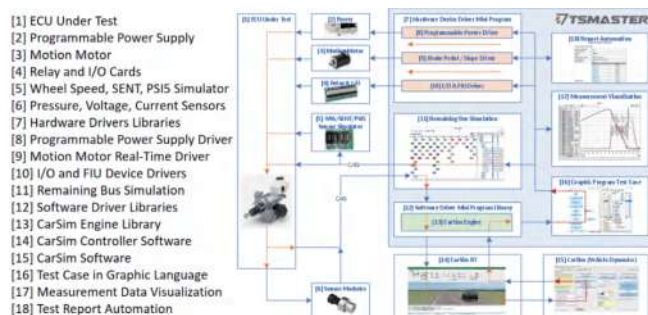 [1] ECU Under Test
[2] Programmable Power Supply
[3] Motion Motor
[4] Relay and I/O Cards
[5] Wheel Speed, SENT, PSI5 Simulator
[6] Pressure, Voltage, Current Sensors
[7] Hardware Drivers Libraries
[8] Programmable Power Supply Driver
[9] Motion Motor Real-Time Driver
[10] I/O and FIU Device Drivers
[11] Remaining Bus Simulation
[12] Software Driver Libraries
[13] CarSim Engine Library
[14] CarSim Controller Software
[15] CarSim Software
[16] Test Case in Graphic Language
[17] Measurement Data Visualization
[18] Test Report Automation
[1] ECU Under Test
[2] Power
[3] Motion Motor
[4] Relay & I/O
[5] WSS/SENT/PSI5
Sensor Simulator
CAN
CAN
[6] Sensor Modules
[7] Hardware Device Drivers Mini Program
[8] Programmable Power Driver
[9] Brake Pedal / Slope Driver
[10] I/O & FIU Drivers
[11] Remaining Bus Simulation
[12] Software Driver Mini Program Library
[13] CarSim Engine
[14] CarSim RT
TSMASTER
[18] Report Automation
[17] Measurement Visualization
[16] Graphic Program Test Case
[15] CarSim (Vehicle Dynamics)